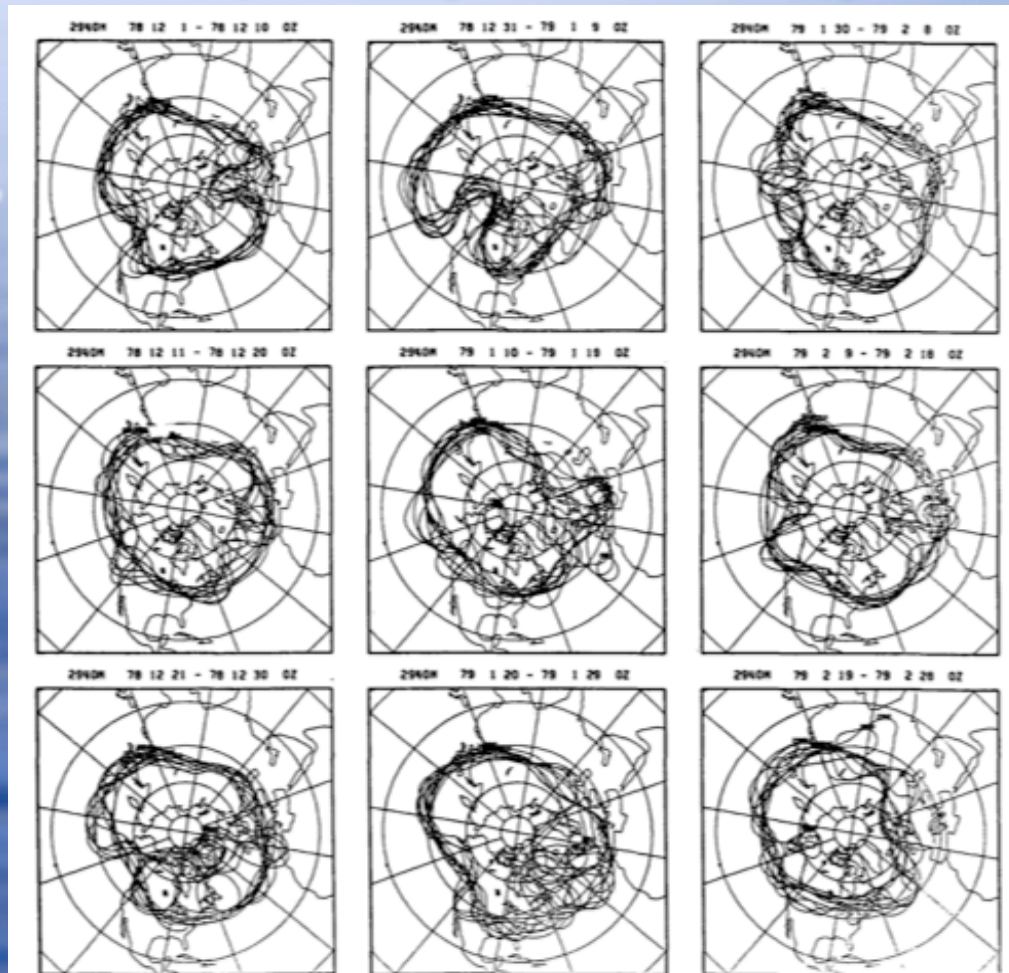 2940M 78 12 1 - 78 12 10 0Z
2940M 78 12 31 - 79 1 9 0Z
2940M 79 1 30 - 79 2 8 0Z
2940M 78 12 11 - 78 12 20 0Z
2940M 79 1 10 - 79 1 19 0Z
2940M 79 2 9 - 79 2 18 0Z
2940M 78 12 21 - 78 12 30 0Z
2940M 79 1 20 - 79 1 29 0Z
2940M 79 2 19 - 79 2 28 0Z